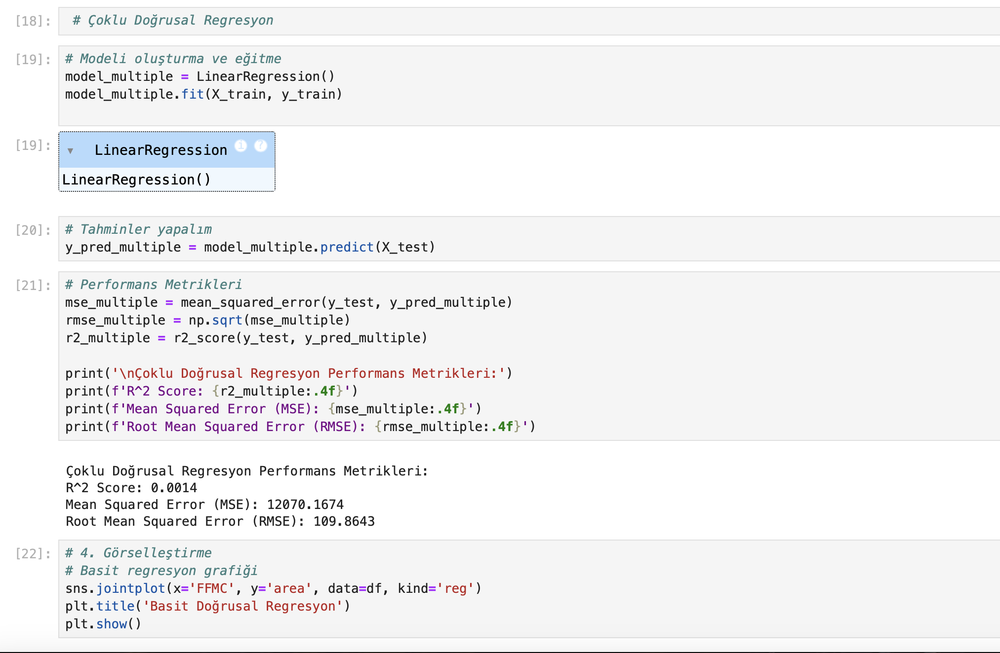 [18]: # Çoklu Doğrusal Regresyon
[19]: # Modeli oluşturma ve eğitme
model_multiple = LinearRegression()
model_multiple.fit(X_train, y_train)
[19]: ▾ LinearRegression i ?
LinearRegression()
[20]: # Tahminler yapalım
y_pred_multiple = model_multiple.predict(X_test)
[21]: # Performans Metrikleri
mse_multiple = mean_squared_error(y_test, y_pred_multiple)
rmse_multiple = np.sqrt(mse_multiple)
r2_multiple = r2_score(y_test, y_pred_multiple)
print('\nÇoklu Doğrusal Regresyon Performans Metrikleri:')
print(f'R^2 Score: {r2_multiple:.4f}')
print(f'Mean Squared Error (MSE): {mse_multiple:.4f}')
print(f'Root Mean Squared Error (RMSE): {rmse_multiple:.4f}')
Çoklu Doğrusal Regresyon Performans Metrikleri:
R^2 Score: 0.0014
Mean Squared Error (MSE): 12070.1674
Root Mean Squared Error (RMSE): 109.8643
[22]: # 4. Görselleştirme
# Basit regresyon grafiği
sns.jointplot(x='FFMC', y='area', data=df, kind='reg')
plt.title('Basit Doğrusal Regresyon')
plt.show()